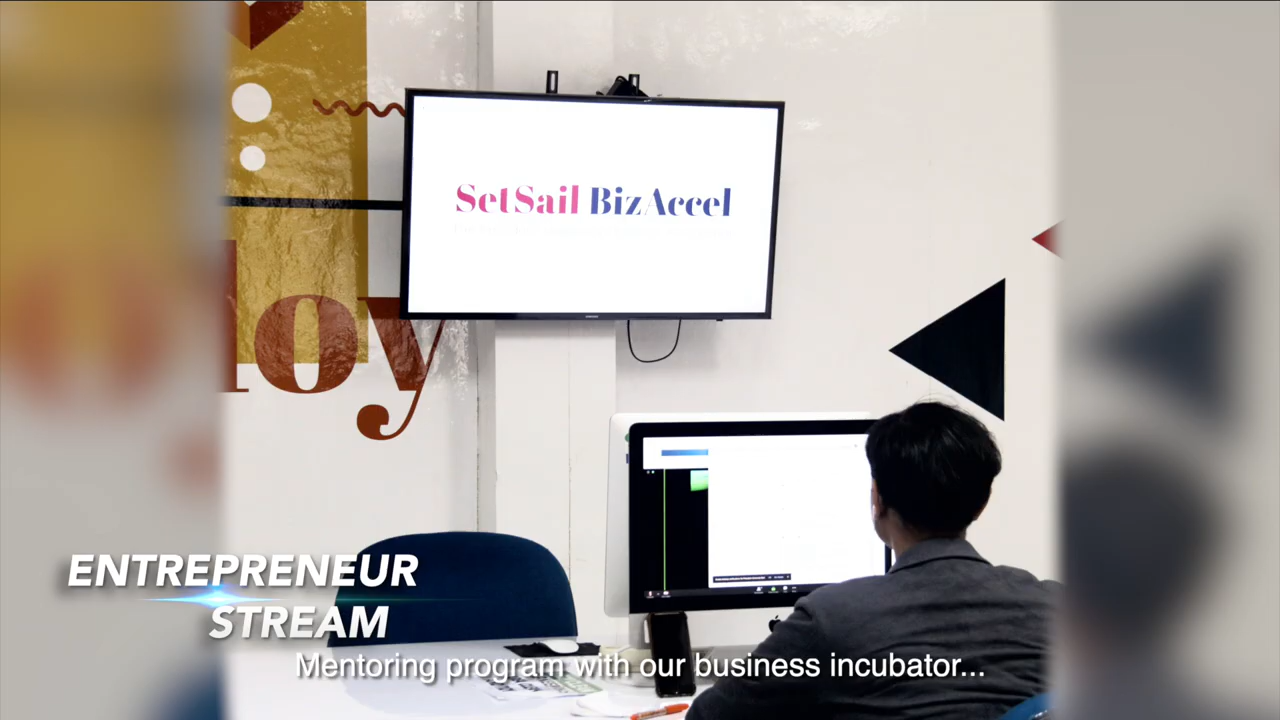 SetSail BizAccel
loy
ENTREPRENEUR
STREAM
Mentoring program with our business incubator...